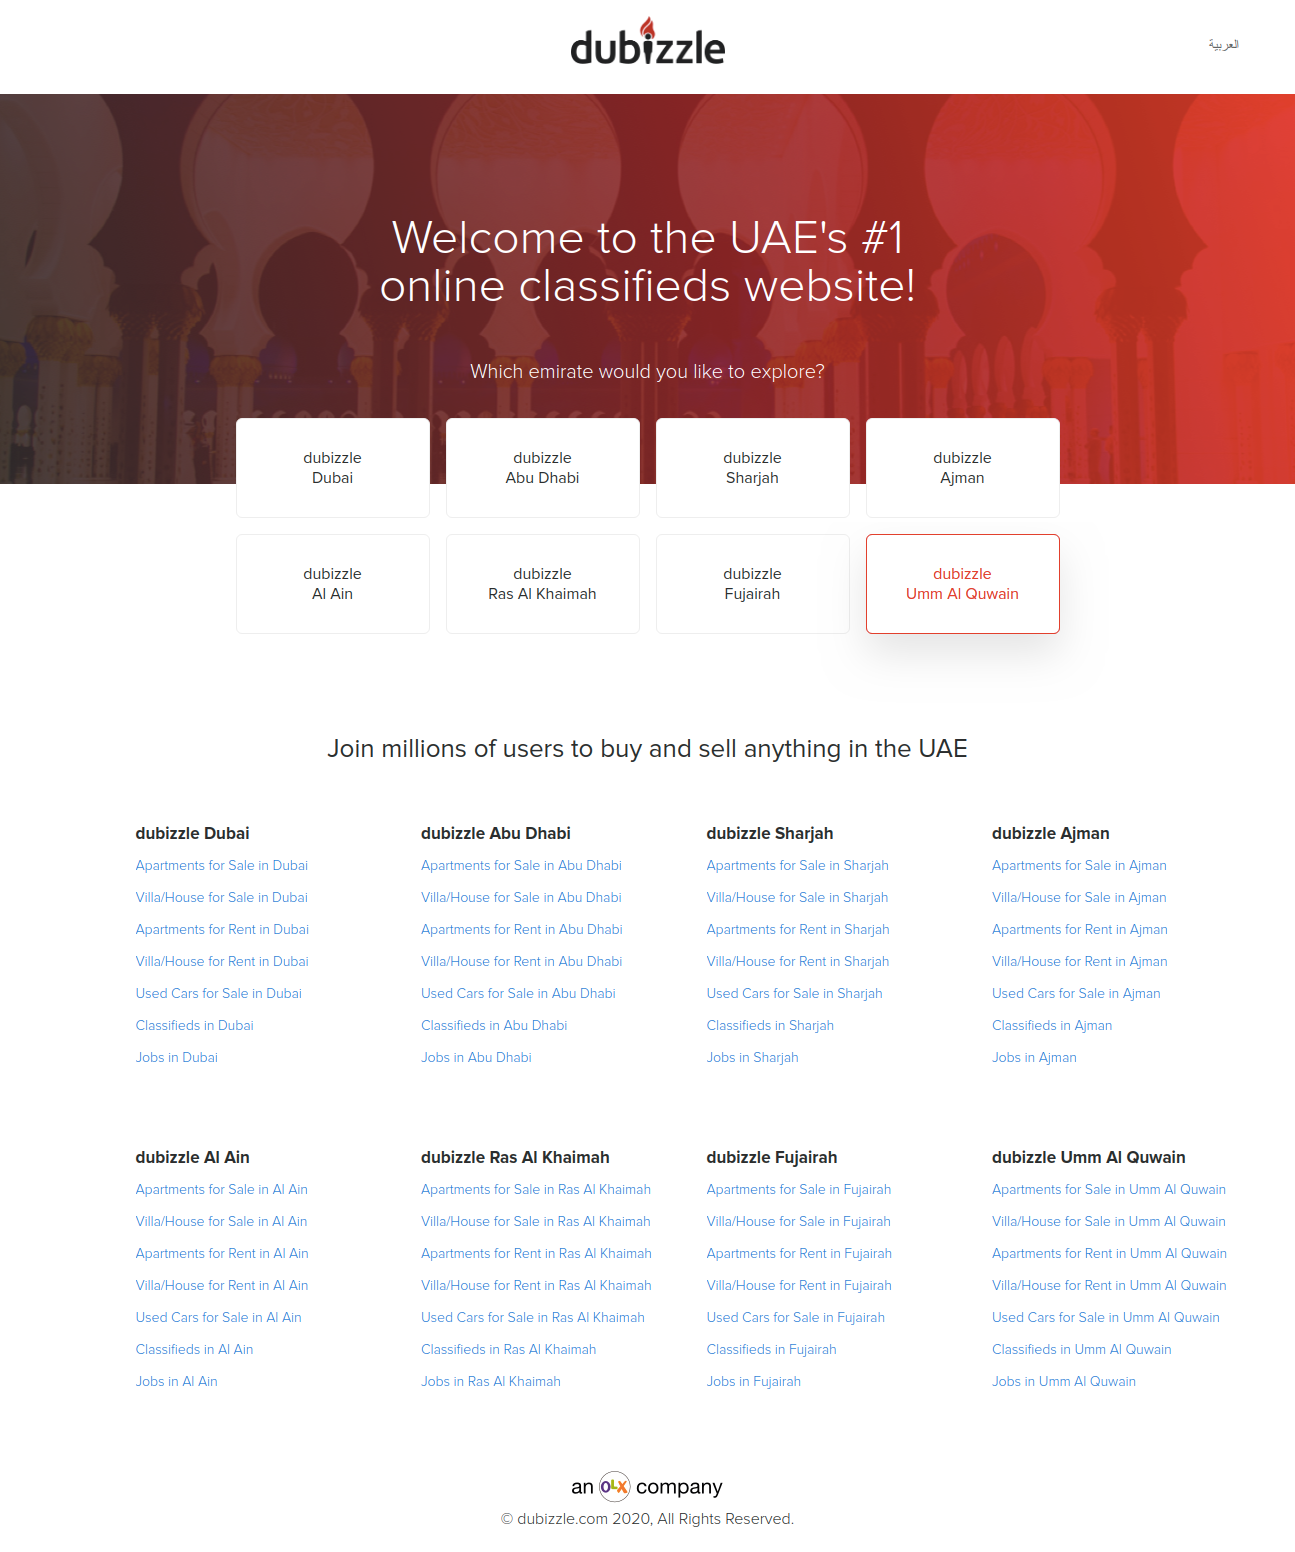 dubizzle
العربية
Welcome to the UAE's #1
online classifieds website!
Which emirate would you like to explore?
dubizzle
Dubai
dubizzle
Abu Dhabi
dubizzle
Sharjah
dubizzle
Ajman
dubizzle
Al Ain
dubizzle
Ras Al Khaimah
dubizzle
Fujairah
dubizzle
Umm Al Quwain
Join millions of users to buy and sell anything in the UAE
dubizzle Dubai
Apartments for Sale in Dubai
Villa/House for Sale in Dubai
Apartments for Rent in Dubai
Villa/House for Rent in Dubai
Used Cars for Sale in Dubai
Classifieds in Dubai
Jobs in Dubai
dubizzle Abu Dhabi
Apartments for Sale in Abu Dhabi
Villa/House for Sale in Abu Dhabi
Apartments for Rent in Abu Dhabi
Villa/House for Rent in Abu Dhabi
Used Cars for Sale in Abu Dhabi
Classifieds in Abu Dhabi
Jobs in Abu Dhabi
dubizzle Sharjah
Apartments for Sale in Sharjah
Villa/House for Sale in Sharjah
Apartments for Rent in Sharjah
Villa/House for Rent in Sharjah
Used Cars for Sale in Sharjah
Classifieds in Sharjah
Jobs in Sharjah
dubizzle Ajman
Apartments for Sale in Ajman
Villa/House for Sale in Ajman
Apartments for Rent in Ajman
Villa/House for Rent in Ajman
Used Cars for Sale in Ajman
Classifieds in Ajman
Jobs in Ajman
dubizzle Al Ain
Apartments for Sale in Al Ain
Villa/House for Sale in Al Ain
Apartments for Rent in Al Ain
Villa/House for Rent in Al Ain
Used Cars for Sale in Al Ain
Classifieds in Al Ain
Jobs in Al Ain
dubizzle Ras Al Khaimah
Apartments for Sale in Ras Al Khaimah
Villa/House for Sale in Ras Al Khaimah
Apartments for Rent in Ras Al Khaimah
Villa/House for Rent in Ras Al Khaimah
Used Cars for Sale in Ras Al Khaimah
Classifieds in Ras Al Khaimah
Jobs in Ras Al Khaimah
dubizzle Fujairah
Apartments for Sale in Fujairah
Villa/House for Sale in Fujairah
Apartments for Rent in Fujairah
Villa/House for Rent in Fujairah
Used Cars for Sale in Fujairah
Classifieds in Fujairah
Jobs in Fujairah
dubizzle Umm Al Quwain
Apartments for Sale in Umm Al Quwain
Villa/House for Sale in Umm Al Quwain
Apartments for Rent in Umm Al Quwain
Villa/House for Rent in Umm Al Quwain
Used Cars for Sale in Umm Al Quwain
Classifieds in Umm Al Quwain
Jobs in Umm Al Quwain
an OLX company
© dubizzle.com 2020, All Rights Reserved.